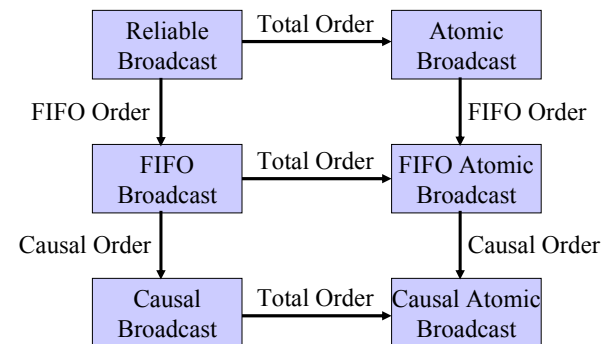 Reliable
Broadcast
Total Order
Atomic
Broadcast
FIFO Order
FIFO Order
FIFO
Broadcast
Total Order
FIFO Atomic
Broadcast
Causal Order
Causal Order
Causal
Broadcast
Total Order
Causal Atomic
Broadcast